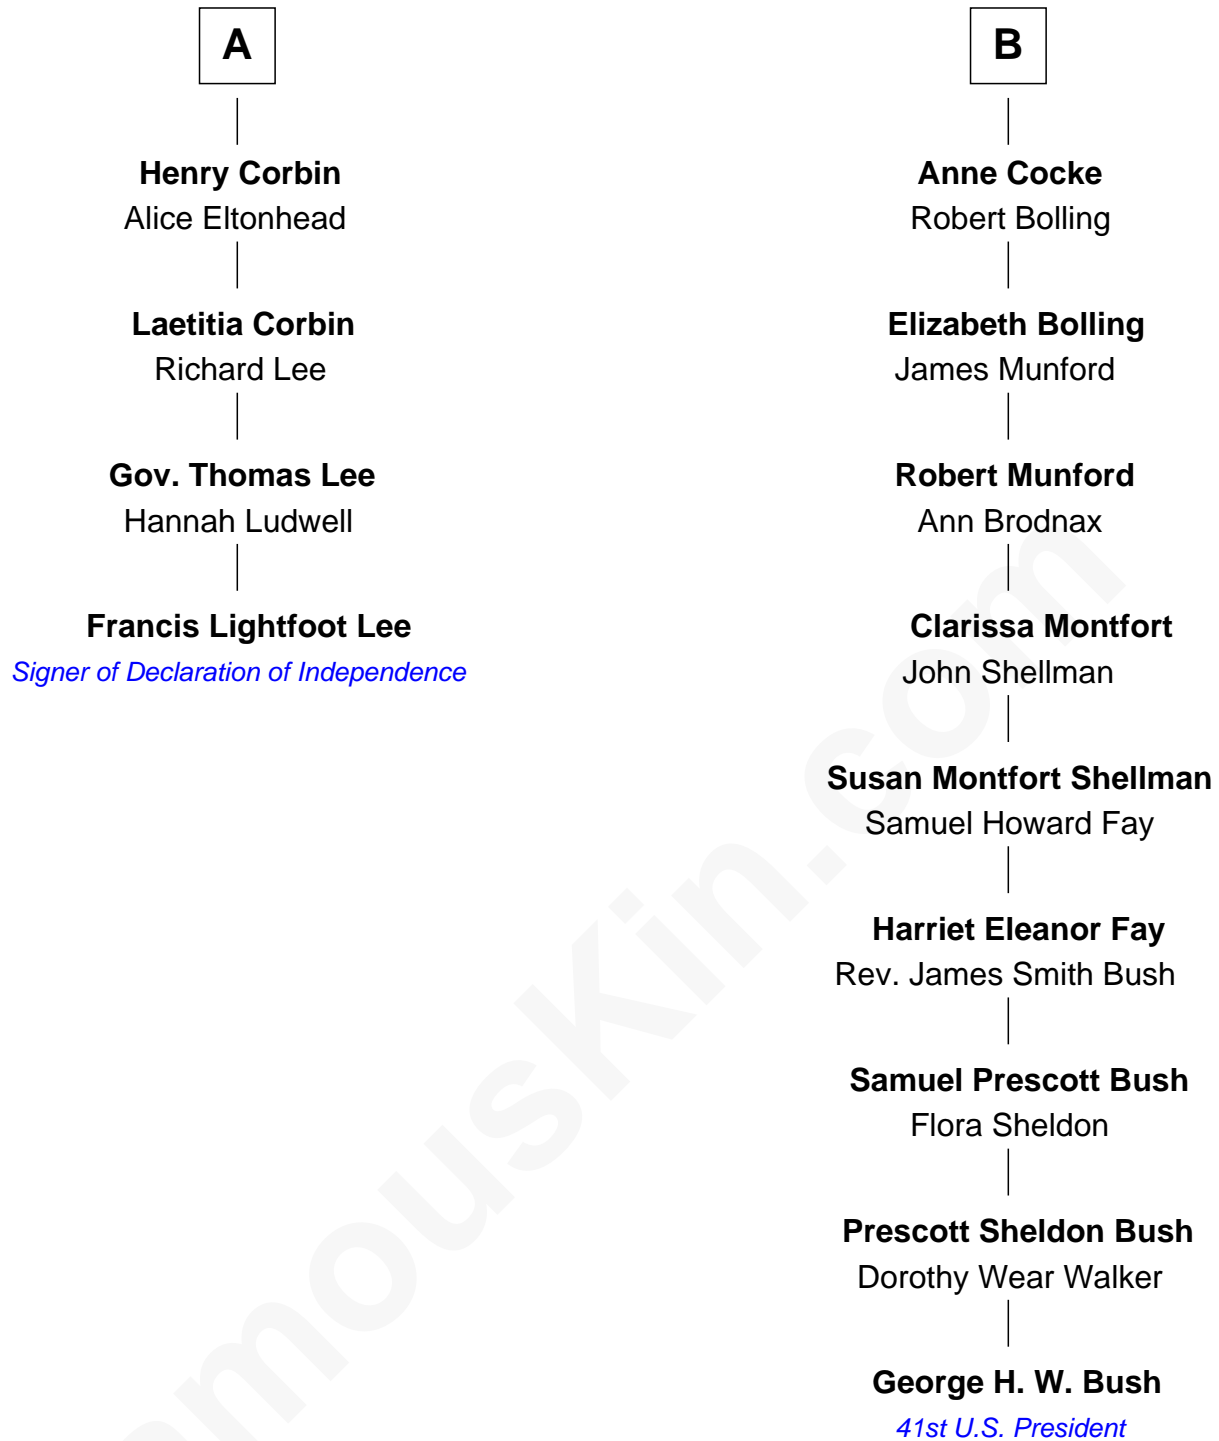 A
Henry Corbin
Alice Eltonhead
Laetitia Corbin
Richard Lee
Gov. Thomas Lee
Hannah Ludwell
Francis Lightfoot Lee
Signer of Declaration of Independence
B
Anne Cocke
Robert Bolling
Elizabeth Bolling
James Munford
Robert Munford
Ann Brodnax
Clarissa Montfort
John Shellman
Susan Montfort Shellman
Samuel Howard Fay
Harriet Eleanor Fay
Rev. James Smith Bush
Samuel Prescott Bush
Flora Sheldon
Prescott Sheldon Bush
Dorothy Wear Walker
George H. W. Bush
41st U.S. President
amouskin.com